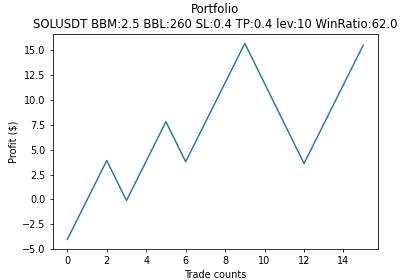 Portfolio
SOLUSDT BBM:2.5 BBL:260 SL:0.4 TP:0.4 lev:10 WinRatio:62.0
15.0
12.5
10.0
7.5
5.0
2.5
0.0
−2.5
−5.0
Profit ($)
0 2 4 6 8 10 12 14
Trade counts